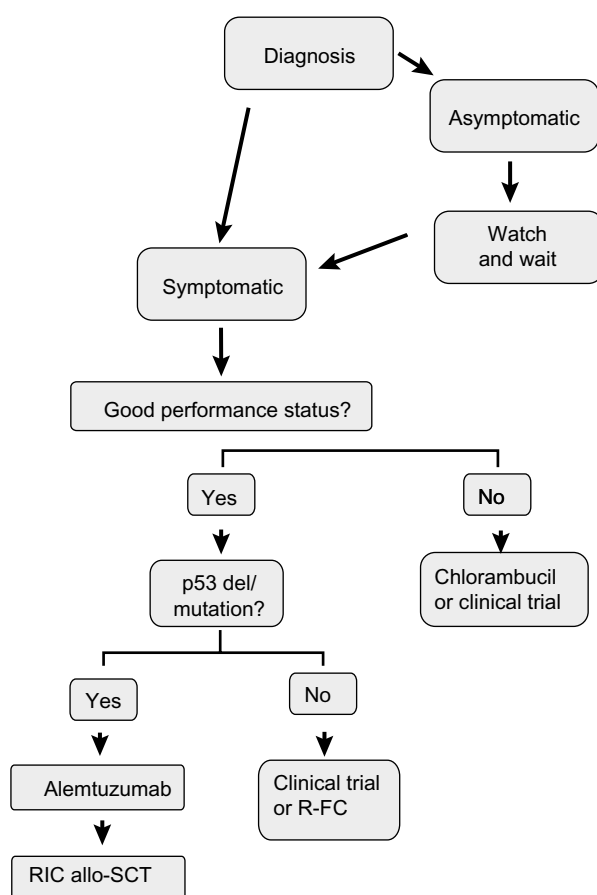 Diagnosis
Asymptomatic
Watch
and wait
Symptomatic
Good performance status?
Yes
No
p53 del/
mutation?
Chlorambucil
or clinical trial
Yes
No
Alemtuzumab
Clinical trial
or R-FC
RIC allo-SCT